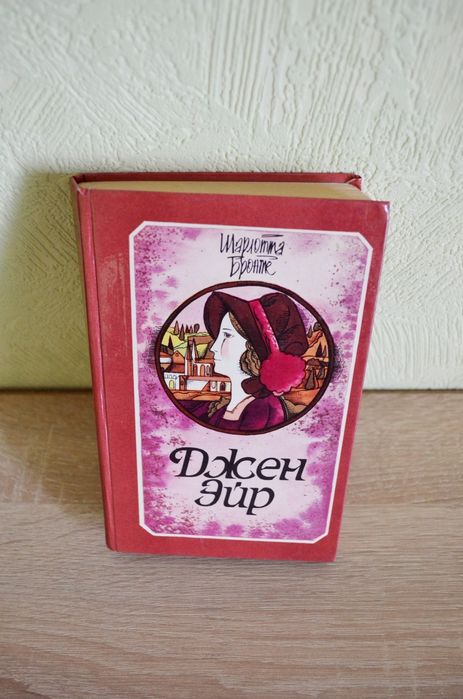 Шарлотта
Бронте
Джен
Эйр